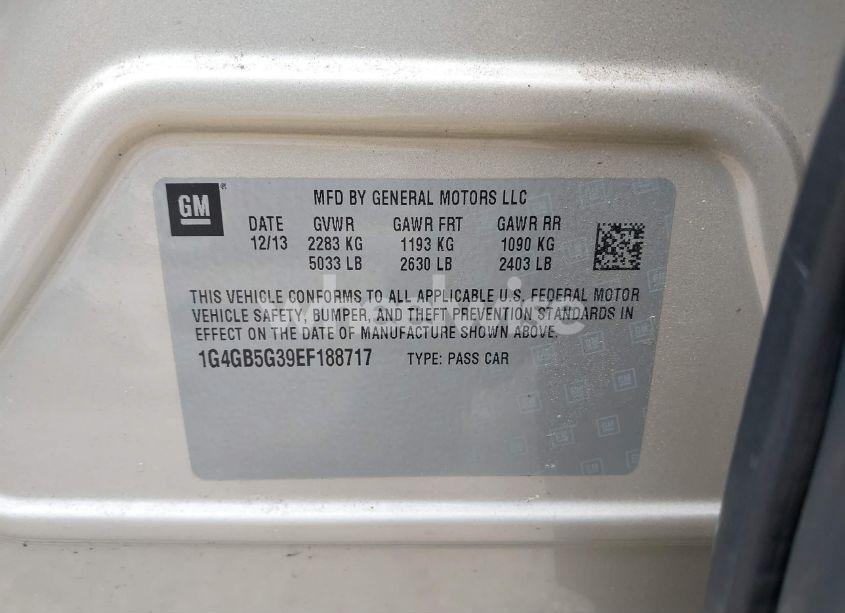 GM
MFD BY GENERAL MOTORS LLC
DATE GVWR GAWR FRT GAWR RR
12/13 2283 KG 1193 KG 1090 KG
5033 LB 2630 LB 2403 LB
THIS VEHICLE CONFORMS TO ALL APPLICABLE U.S. FEDERAL MOTOR
VEHICLE SAFETY, BUMPER, AND THEFT PREVENTION STANDARDS IN
EFFECT ON THE DATE OF MANUFACTURE SHOWN ABOVE.
1G4GB5G39EF188717 TYPE: PASS CAR